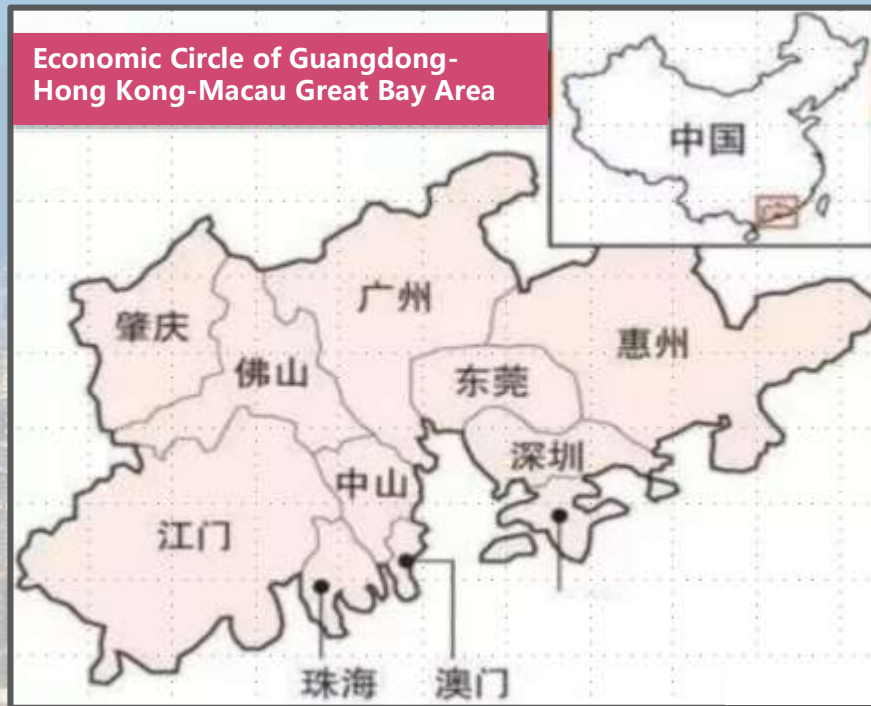 Economic Circle of Guangdong-
Hong Kong-Macau Great Bay Area
中国
广州
肇庆
惠州
佛山
东莞
深圳
中山
江门
珠海
澳门